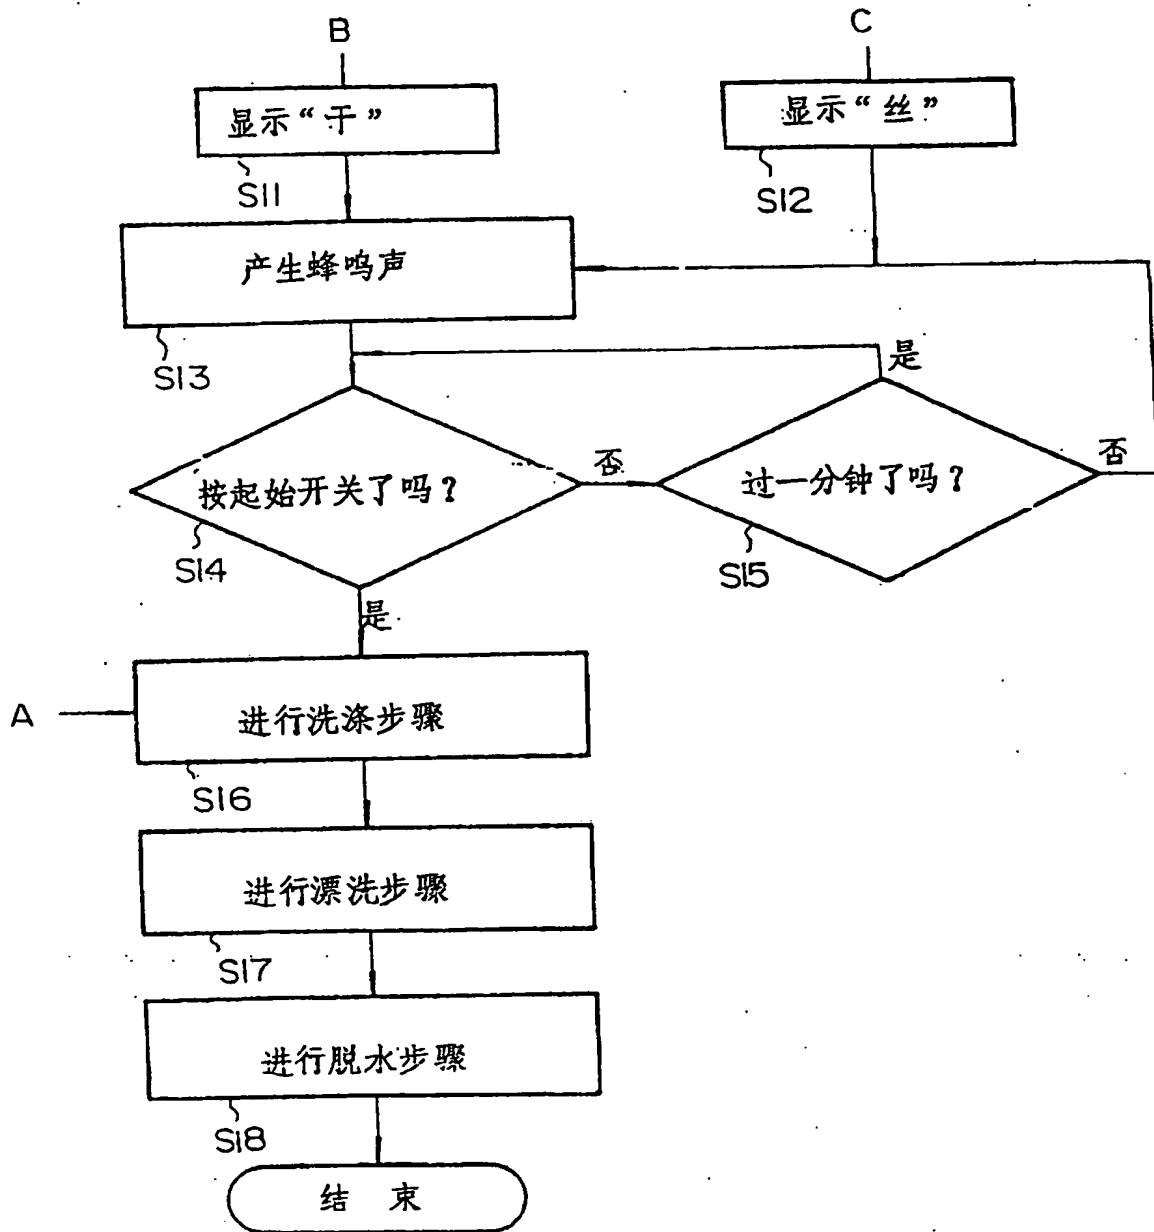 B
C
显示“干”
显示“丝”
S11
S12
产生蜂鸣声
S13
是
按起始开关了吗?
否
过一分钟了吗?
否
S14
S15
是
A
进行洗涤步骤
S16
进行漂洗步骤
S17
进行脱水步骤
S18
结 束